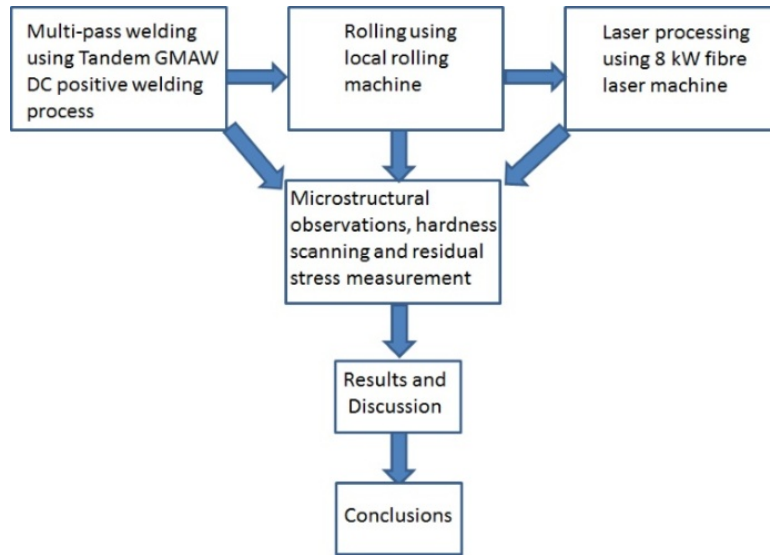 Multi-pass welding
using Tandem GMAW
DC positive welding
process
Rolling using
local rolling
machine
Laser processing
using 8 kW fibre
laser machine
Microstructural
observations, hardness
scanning and residual
stress measurement
Results and
Discussion
Conclusions